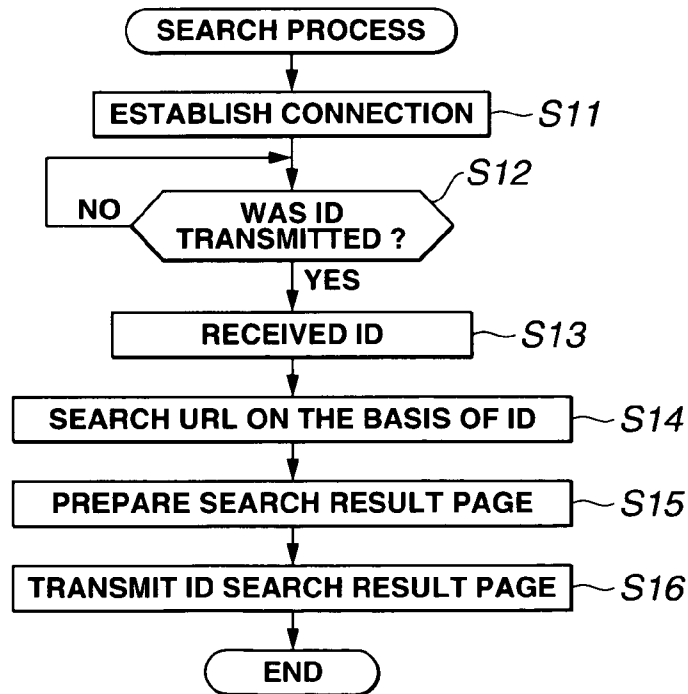 SEARCH PROCESS
ESTABLISH CONNECTION
S11
S12
NO
WAS ID
TRANSMITTED ?
YES
RECEIVED ID
S13
SEARCH URL ON THE BASIS OF ID
S14
PREPARE SEARCH RESULT PAGE
S15
TRANSMIT ID SEARCH RESULT PAGE
S16
END